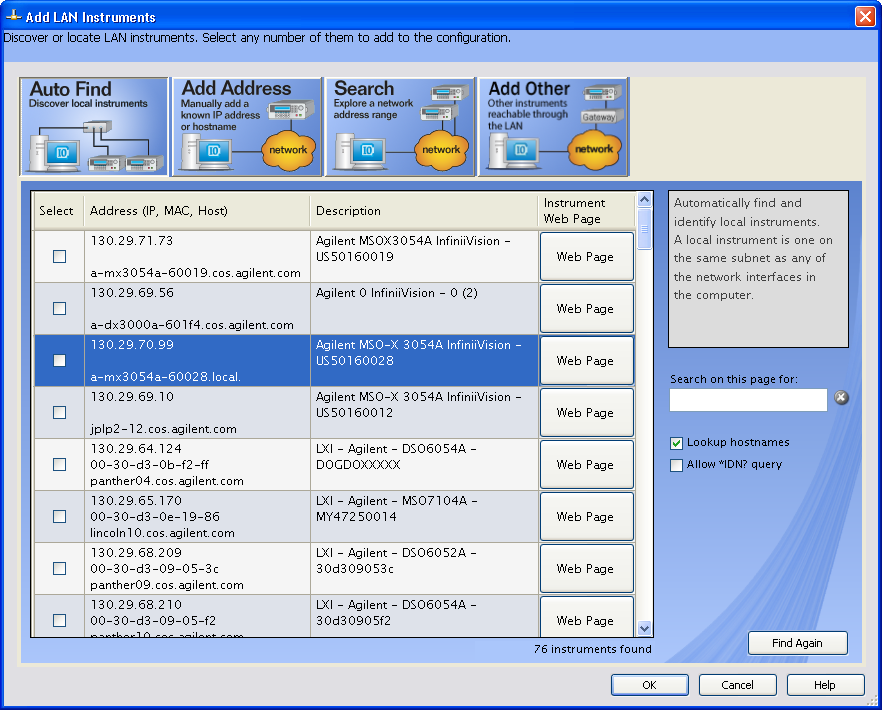 Add LAN Instruments
Discover or locate LAN instruments. Select any number of them to add to the configuration.
Auto Find
Discover local instruments
IO
Add Address
Manually add a
known IP address
or hostname
IO
network
Search
Explore a network
address range
IO
network
Add Other
Other instruments
reachable through
the LAN
Gateway
IO
network
Select
Address (IP, MAC, Host)
Description
Instrument
Web Page
130.29.71.73
a-mx3054a-60019.cos.agilent.com
Agilent MSOX3054A InfiniiVision -
US50160019
Web Page
130.29.69.56
a-dx3000a-601f4.cos.agilent.com
Agilent 0 InfiniiVision - 0 (2)
Web Page
130.29.70.99
a-mx3054a-60028.local.
Agilent MSO-X 3054A InfiniiVision -
US50160028
Web Page
130.29.69.10
jplp2-12.cos.agilent.com
Agilent MSO-X 3054A InfiniiVision -
US50160012
Web Page
130.29.64.124
00-30-d3-0b-f2-ff
panther04.cos.agilent.com
LXI - Agilent - DSO6054A -
DOGDOXXXXX
Web Page
130.29.65.170
00-30-d3-0e-19-86
lincoln10.cos.agilent.com
LXI - Agilent - MSO7104A -
MY47250014
Web Page
130.29.68.209
00-30-d3-09-05-3c
panther09.cos.agilent.com
LXI - Agilent - DSO6052A -
30d309053c
Web Page
130.29.68.210
00-30-d3-09-05-f2
panther10.cos.agilent.com
LXI - Agilent - DSO6054A -
30d30905f2
Web Page
76 instruments found
Automatically find and
identify local instruments.
A local instrument is one on
the same subnet as any of
the network interfaces in
the computer.
Search on this page for:
Lookup hostnames
Allow *IDN? query
Find Again
OK
Cancel
Help